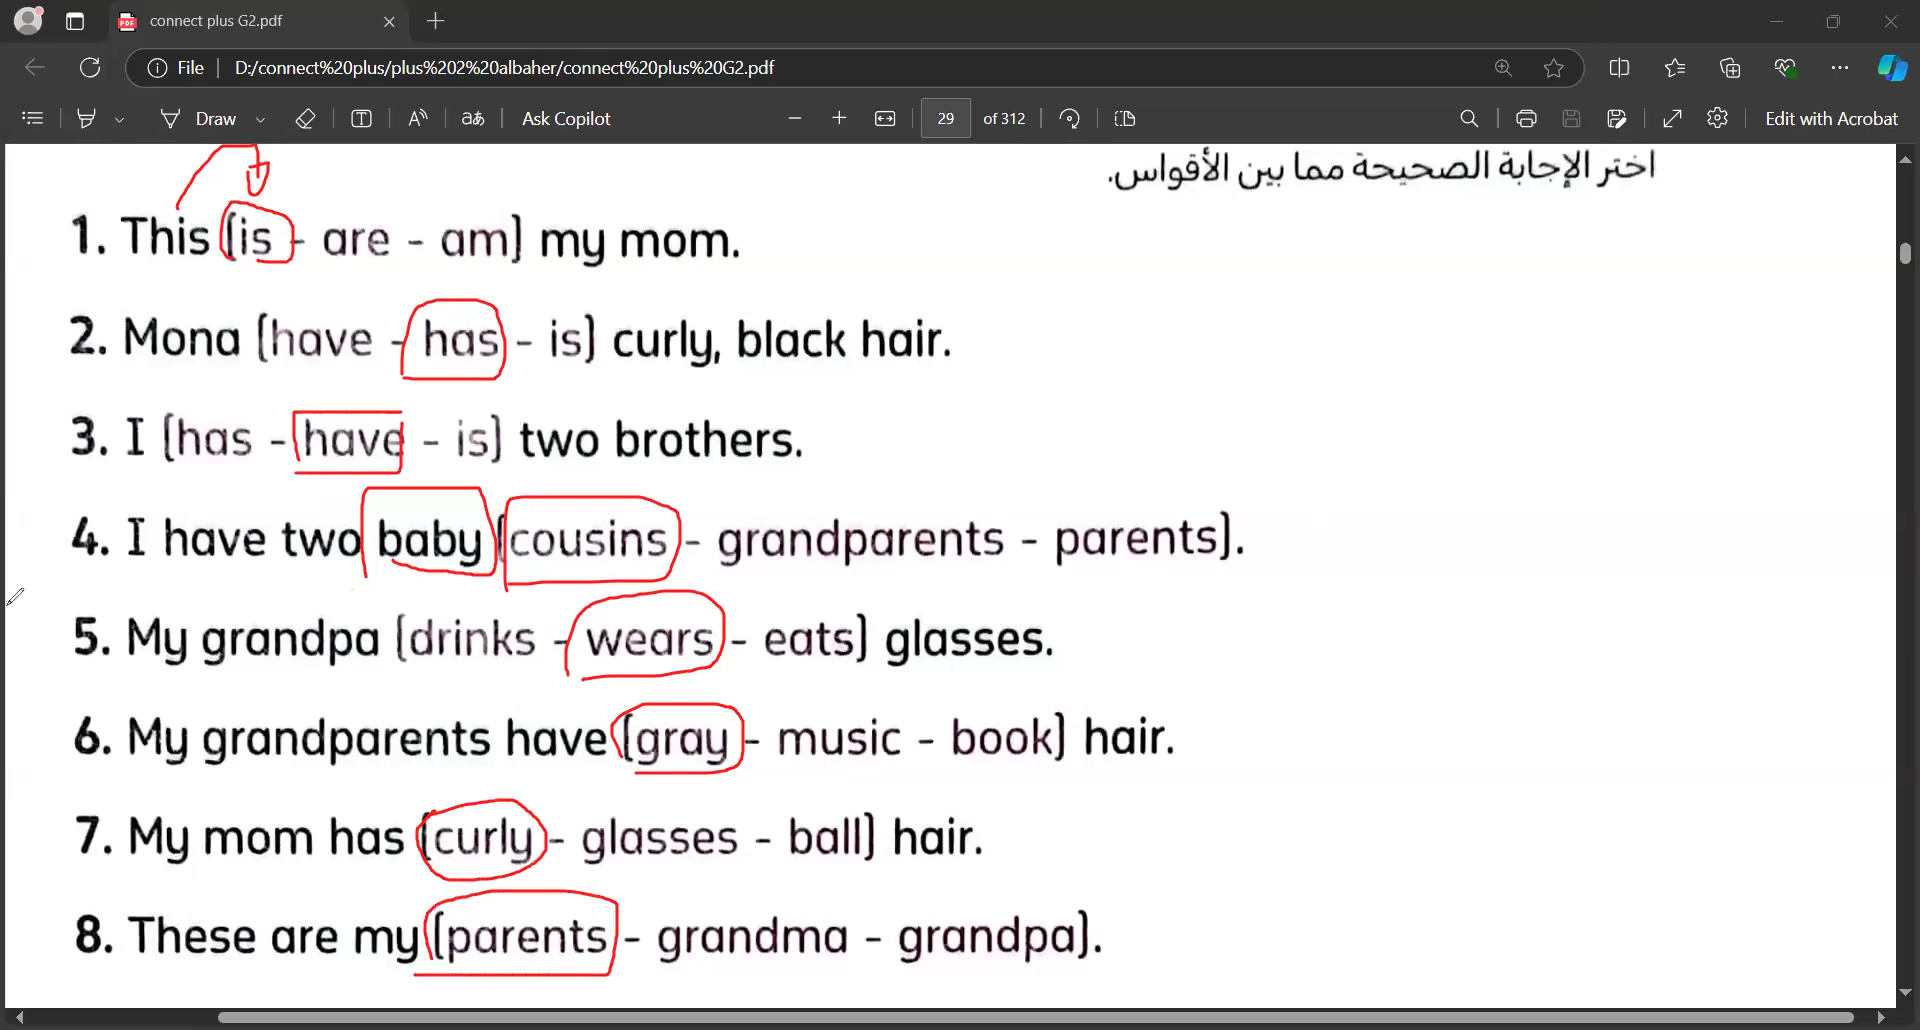 connect plus G2.pdf
File D:/connect%20plus/plus%202%20albaher/connect%20plus%20G2.pdf
Draw aあ Ask Copilot 29 of 312 Edit with Acrobat
اختر الإجابة الصحيحة مما بين الأقواس.
1. This (is - are - am) my mom.
2. Mona (have - has - is) curly, black hair.
3. I (has - have - is) two brothers.
4. I have two baby (cousins - grandparents - parents).
5. My grandpa (drinks - wears - eats) glasses.
6. My grandparents have (gray - music - book) hair.
7. My mom has (curly - glasses - ball) hair.
8. These are my (parents - grandma - grandpa).